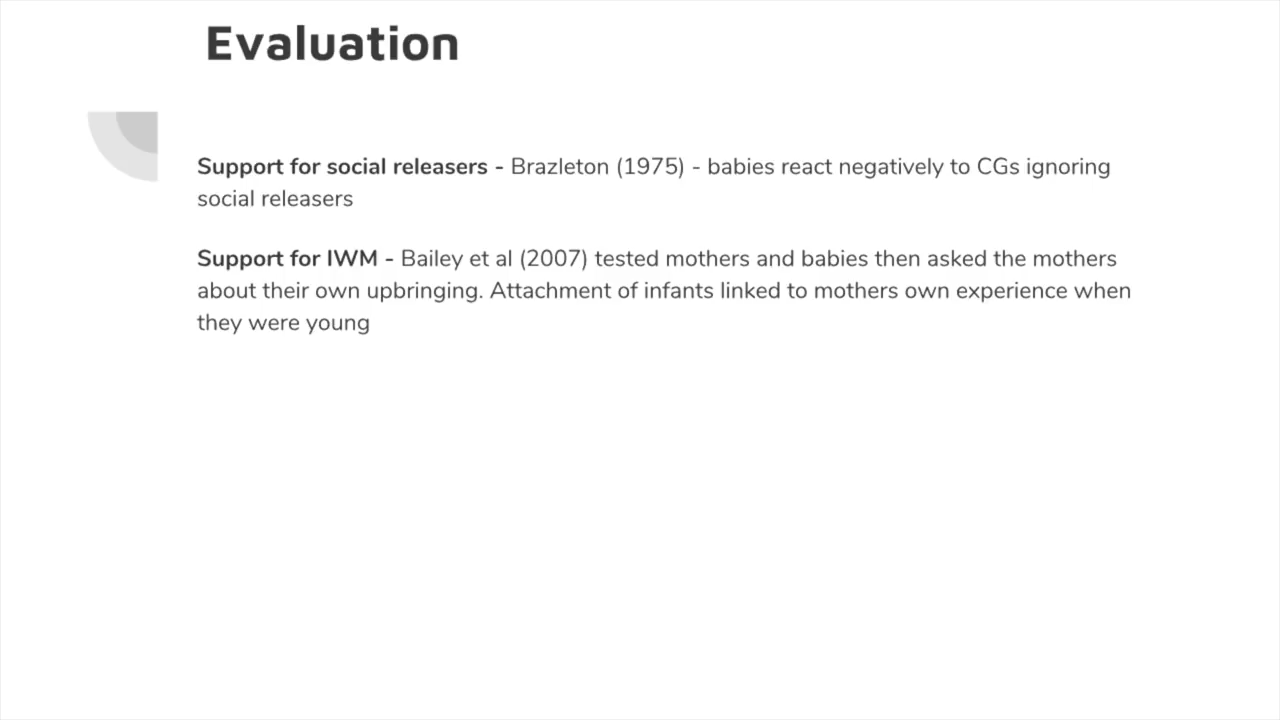 Evaluation
Support for social releasers - Brazleton (1975) - babies react negatively to CGs ignoring
social releasers
Support for IWM - Bailey et al (2007) tested mothers and babies then asked the mothers
about their own upbringing. Attachment of infants linked to mothers own experience when
they were young